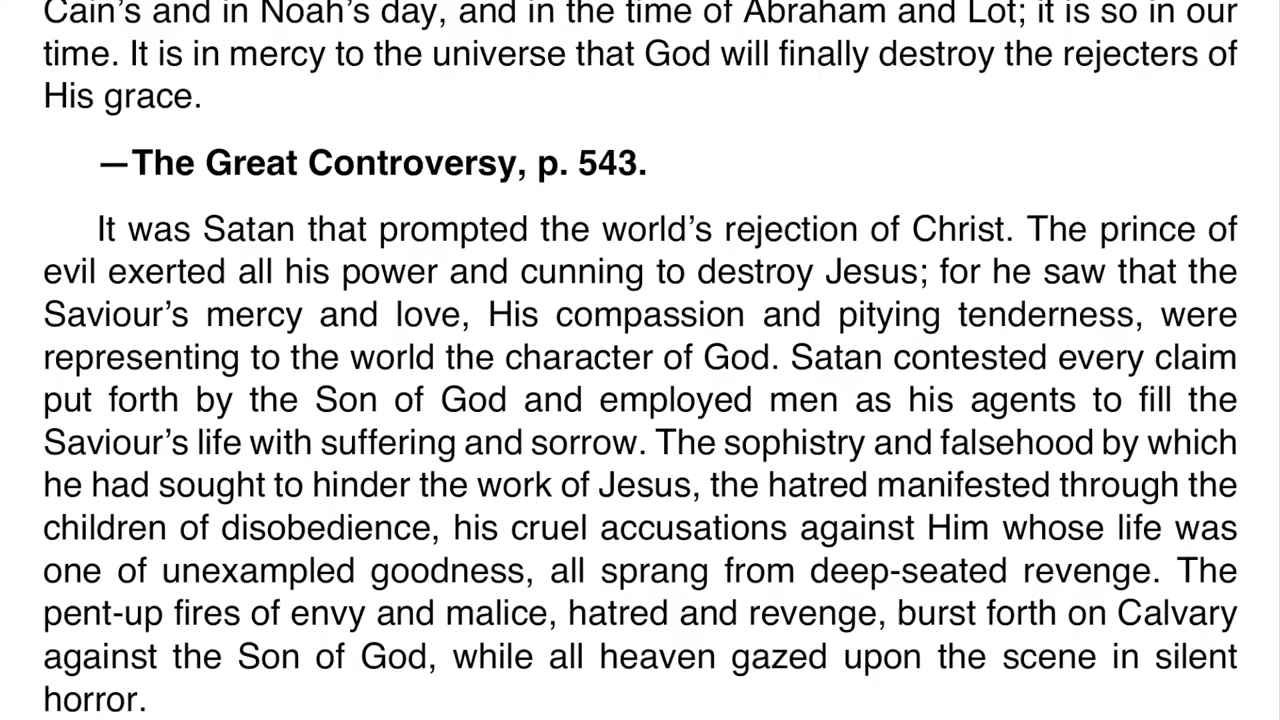 Cain’s and in Noah’s day, and in the time of Abraham and Lot; it is so in our
time. It is in mercy to the universe that God will finally destroy the rejecters of
His grace.
—The Great Controversy, p. 543.
It was Satan that prompted the world’s rejection of Christ. The prince of
evil exerted all his power and cunning to destroy Jesus; for he saw that the
Saviour’s mercy and love, His compassion and pitying tenderness, were
representing to the world the character of God. Satan contested every claim
put forth by the Son of God and employed men as his agents to fill the
Saviour’s life with suffering and sorrow. The sophistry and falsehood by which
he had sought to hinder the work of Jesus, the hatred manifested through the
children of disobedience, his cruel accusations against Him whose life was
one of unexampled goodness, all sprang from deep-seated revenge. The
pent-up fires of envy and malice, hatred and revenge, burst forth on Calvary
against the Son of God, while all heaven gazed upon the scene in silent
horror.